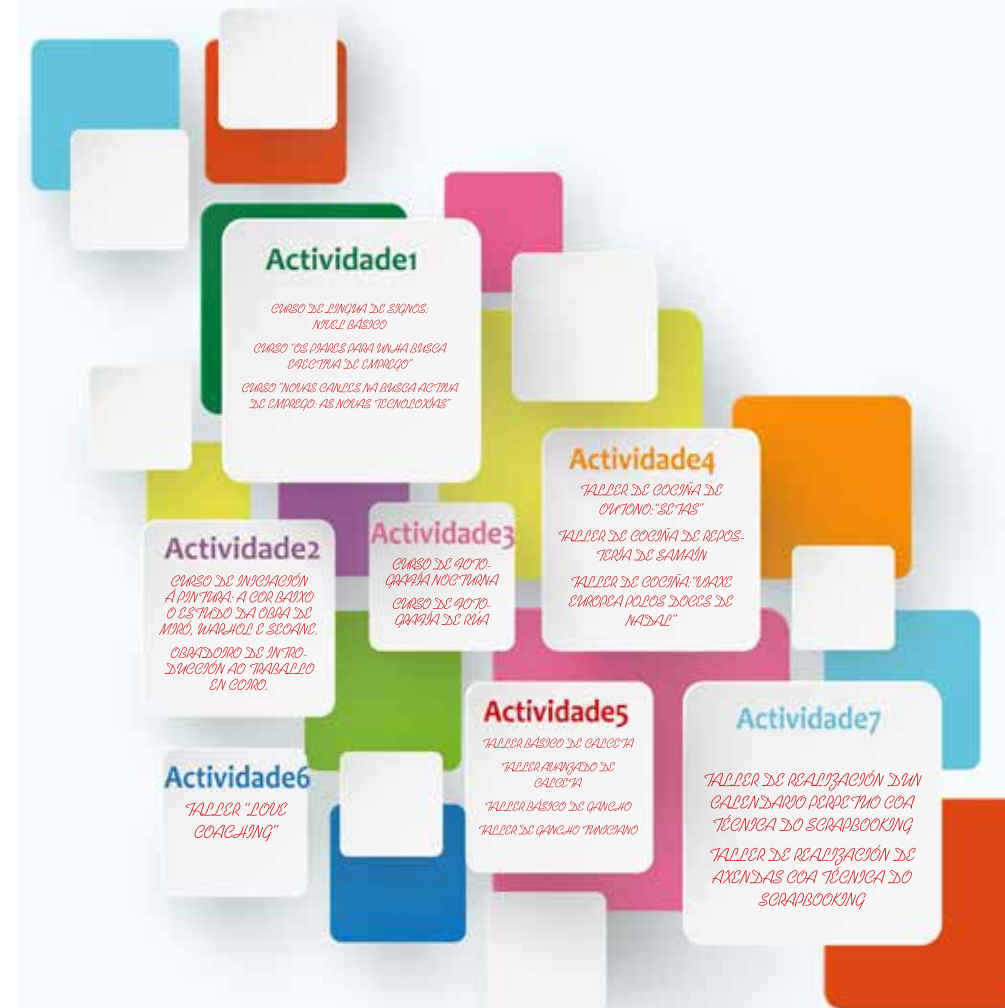 Actividade1
CURSO DE LINGUA DE SIGNOS:
NIVEL BÁSICO
CURSO "OS PIARES PARA UNHA BUSCA
EFECTIVA DE EMPREGO"
CURSO "NOVAS CANLES NA BUSCA ACTIVA
DE EMPREGO: AS NOVAS TECNOLOXÍAS"
Actividade2
CURSO DE INICIACIÓN
Á PINTURA: A COR BAIXO
O ESTUDO DA OBRA DE
MIRÓ, WARHOL E SEOANE.
OBRADOIRO DE INTRO-
DUCCIÓN AO TRABALLO
EN COIRO.
Actividade3
CURSO DE FOTO-
GRAFÍA NOCTURNA
CURSO DE FOTO-
GRAFÍA DE RÚA
Actividade4
TALLER DE COCIÑA DE
OUTONO:"SETAS"
TALLER DE COCIÑA DE REPOS-
TERÍA DE SAMAÍN
TALLER DE COCIÑA:"VIAXE
EUROPEA POLOS DOCES DE
NADAL"
Actividade5
TALLER BÁSICO DE CALCETA
TALLER AVANZADO DE
CALCETA
TALLER BÁSICO DE GANCHO
TALLER DE GANCHO TUNICIANO
Actividade6
TALLER "LOVE
COACHING"
Actividade7
TALLER DE REALIZACIÓN DUN
CALENDARIO PERPETUO COA
TÉCNICA DO SCRAPBOOKING
TALLER DE REALIZACIÓN DE
AXENDAS COA TÉCNICA DO
SCRAPBOOKING